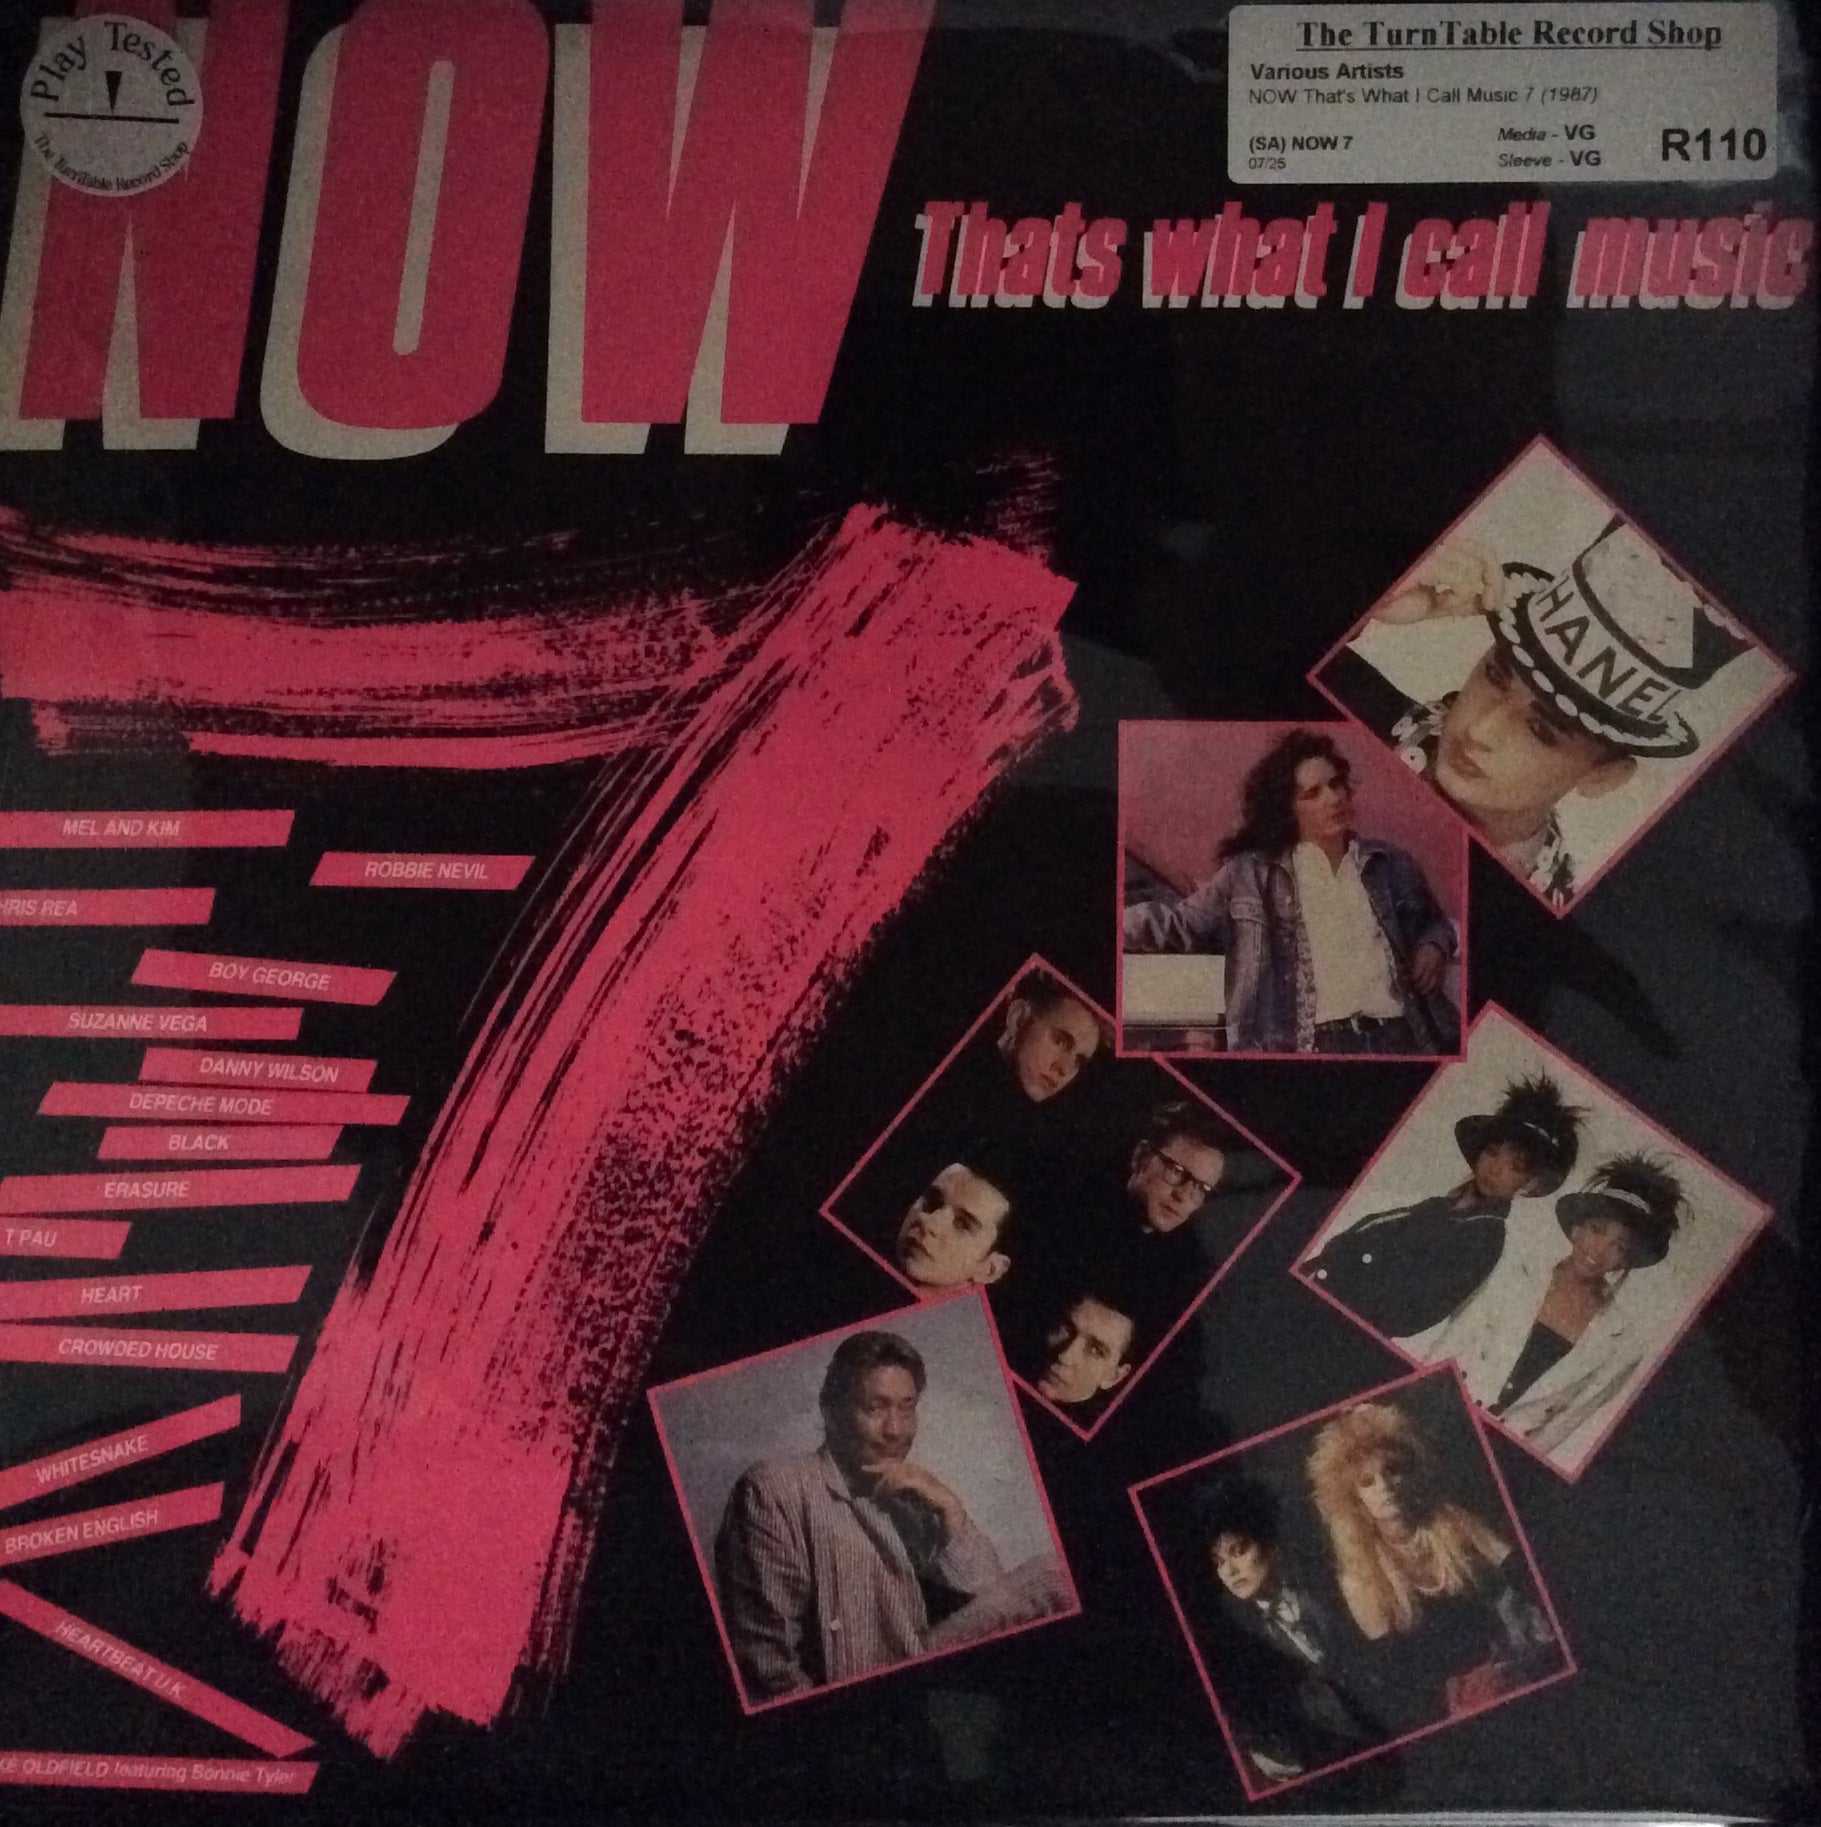 Play Tested
The TurnTable Record Shop
The TurnTable Record Shop
Various Artists
NOW That's What I Call Music 7 (1987)
(SA) NOW 7
07/25
Media - VG
Sleeve - VG
R110
NOW
Thats what I call music
7
CHANEL
MEL AND KIM
ROBBIE NEVIL
HRIS REA
BOY GEORGE
SUZANNE VEGA
DANNY WILSON
DEPECHE MODE
BLACK
ERASURE
T PAU
HEART
CROWDED HOUSE
WHITESNAKE
BROKEN ENGLISH
HEARTBEAT U.K
KE OLDFIELD featuring Bonnie Tyler